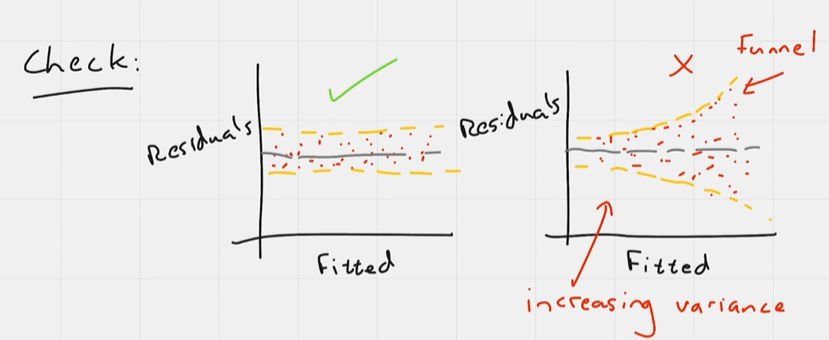 Check:
Residuals
Fitted
Residuals
Fitted
X
Funnel
increasing variance